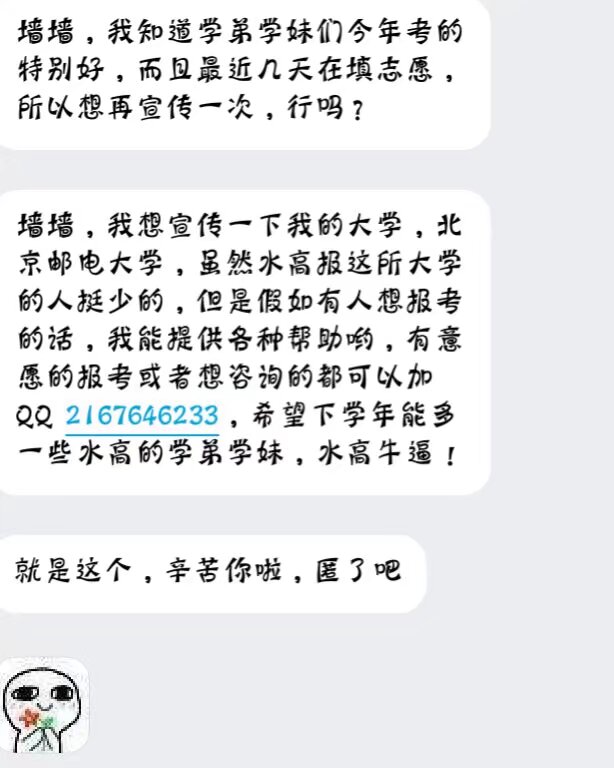 墙墙，我知道学弟学妹们今年考的
特别好，而且最近几天在填志愿，
所以想再宣传一次，行吗？
墙墙，我想宣传一下我的大学，北
京邮电大学，虽然水高报这所大学
的人挺少的，但是假如有人想报考
的话，我能提供各种帮助哟，有意
愿的报考或者想咨询的都可以加
QQ 2167646233，希望下学年能多
一些水高的学弟学妹，水高牛逼！
就是这个，辛苦你啦，匿了吧